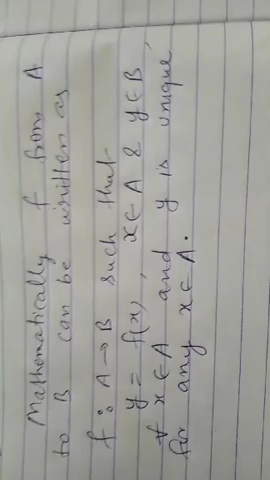 Mathematically f from A
to B can be written as
f : A → B such that
y = f(x), x ∈ A & y ∈ B,
∀ x ∈ A and y is unique
for any x ∈ A.